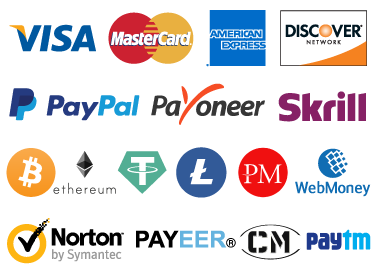 VISA MasterCard AMERICAN EXPRESS DISCOVER NETWORK
PayPal Payoneer Skrill
ethereum PM WebMoney
Norton by Symantec PAYEER® CM paytm